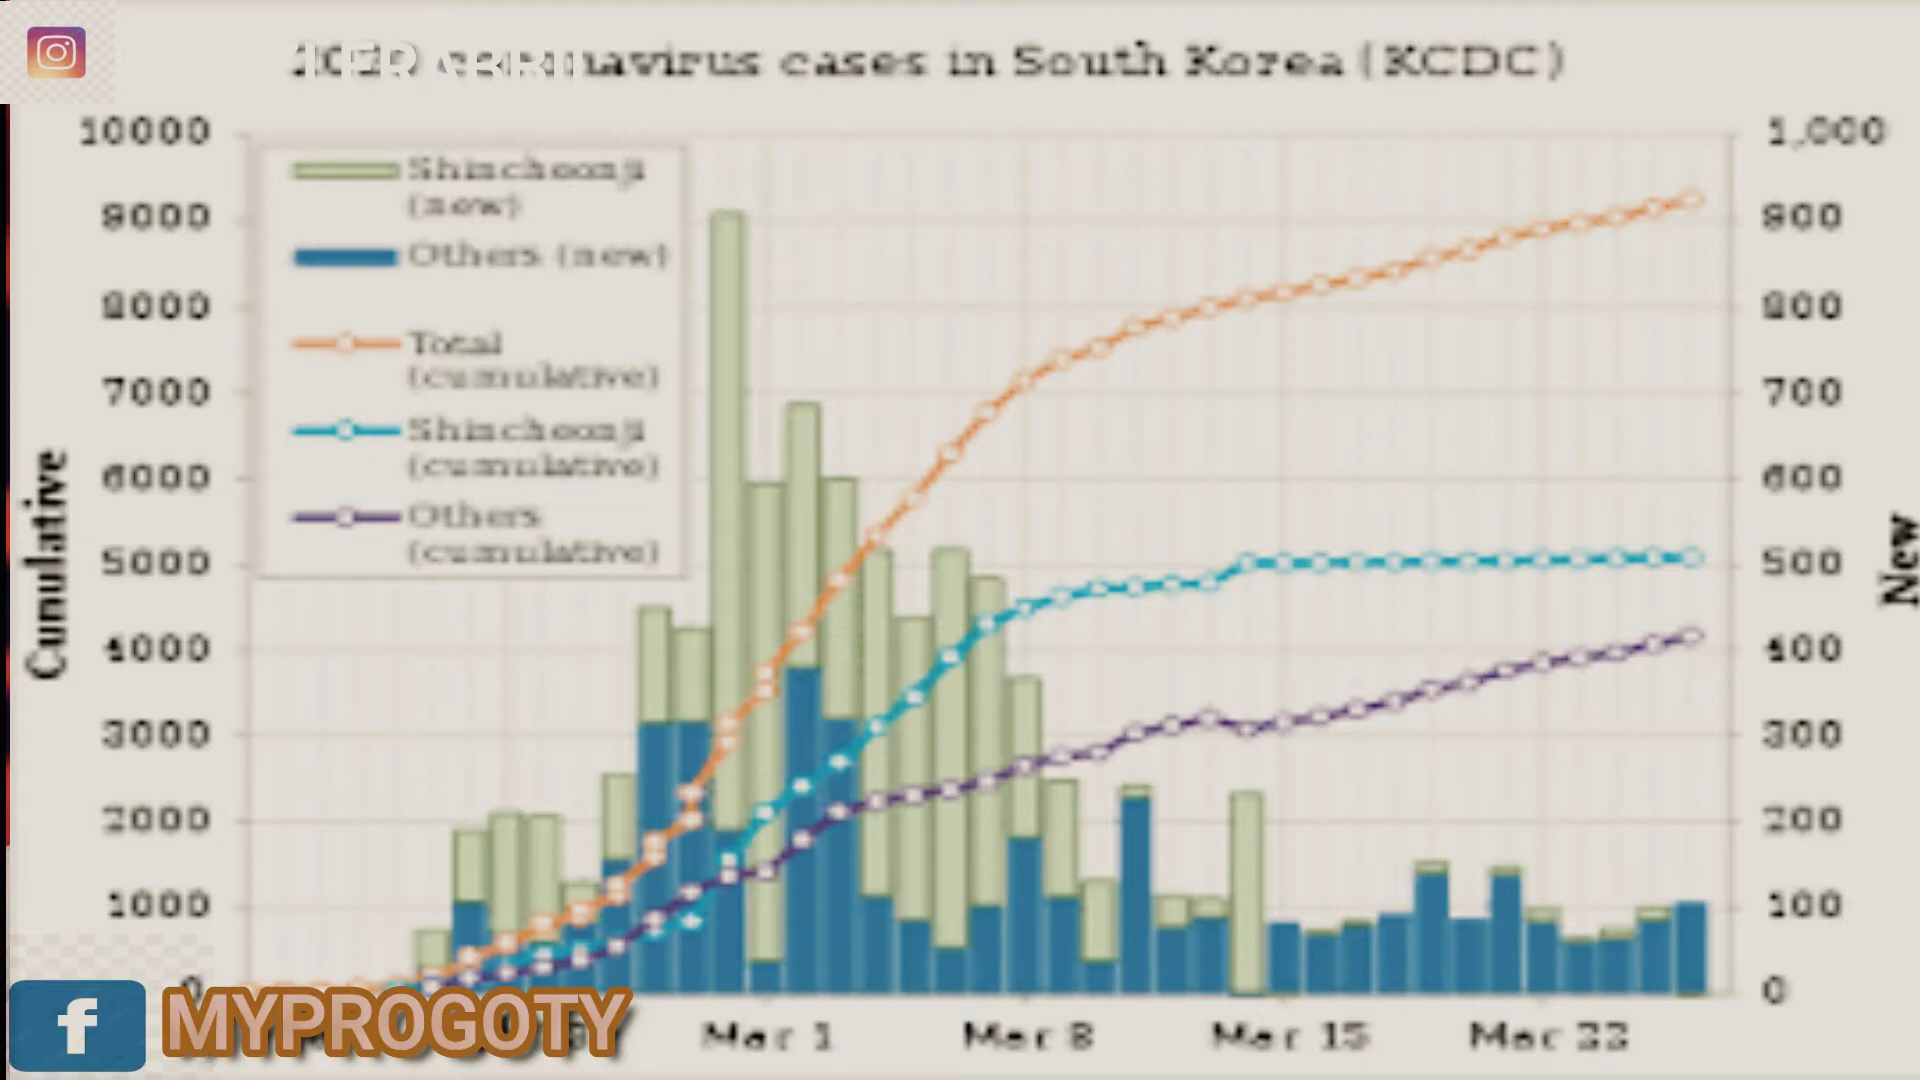 coronavirus cases in South Korea (KCDC)
10000
9000
8000
7000
6000
5000
4000
3000
2000
1000
0
Cumulative
Shincheonji
(new)
Others (new)
Total
(cumulative)
Shincheonji
(cumulative)
Others
(cumulative)
1,000
900
800
700
600
500
400
300
200
100
0
New
Mar 1
Mar 8
Mar 15
Mar 22
f MYPROGOTY